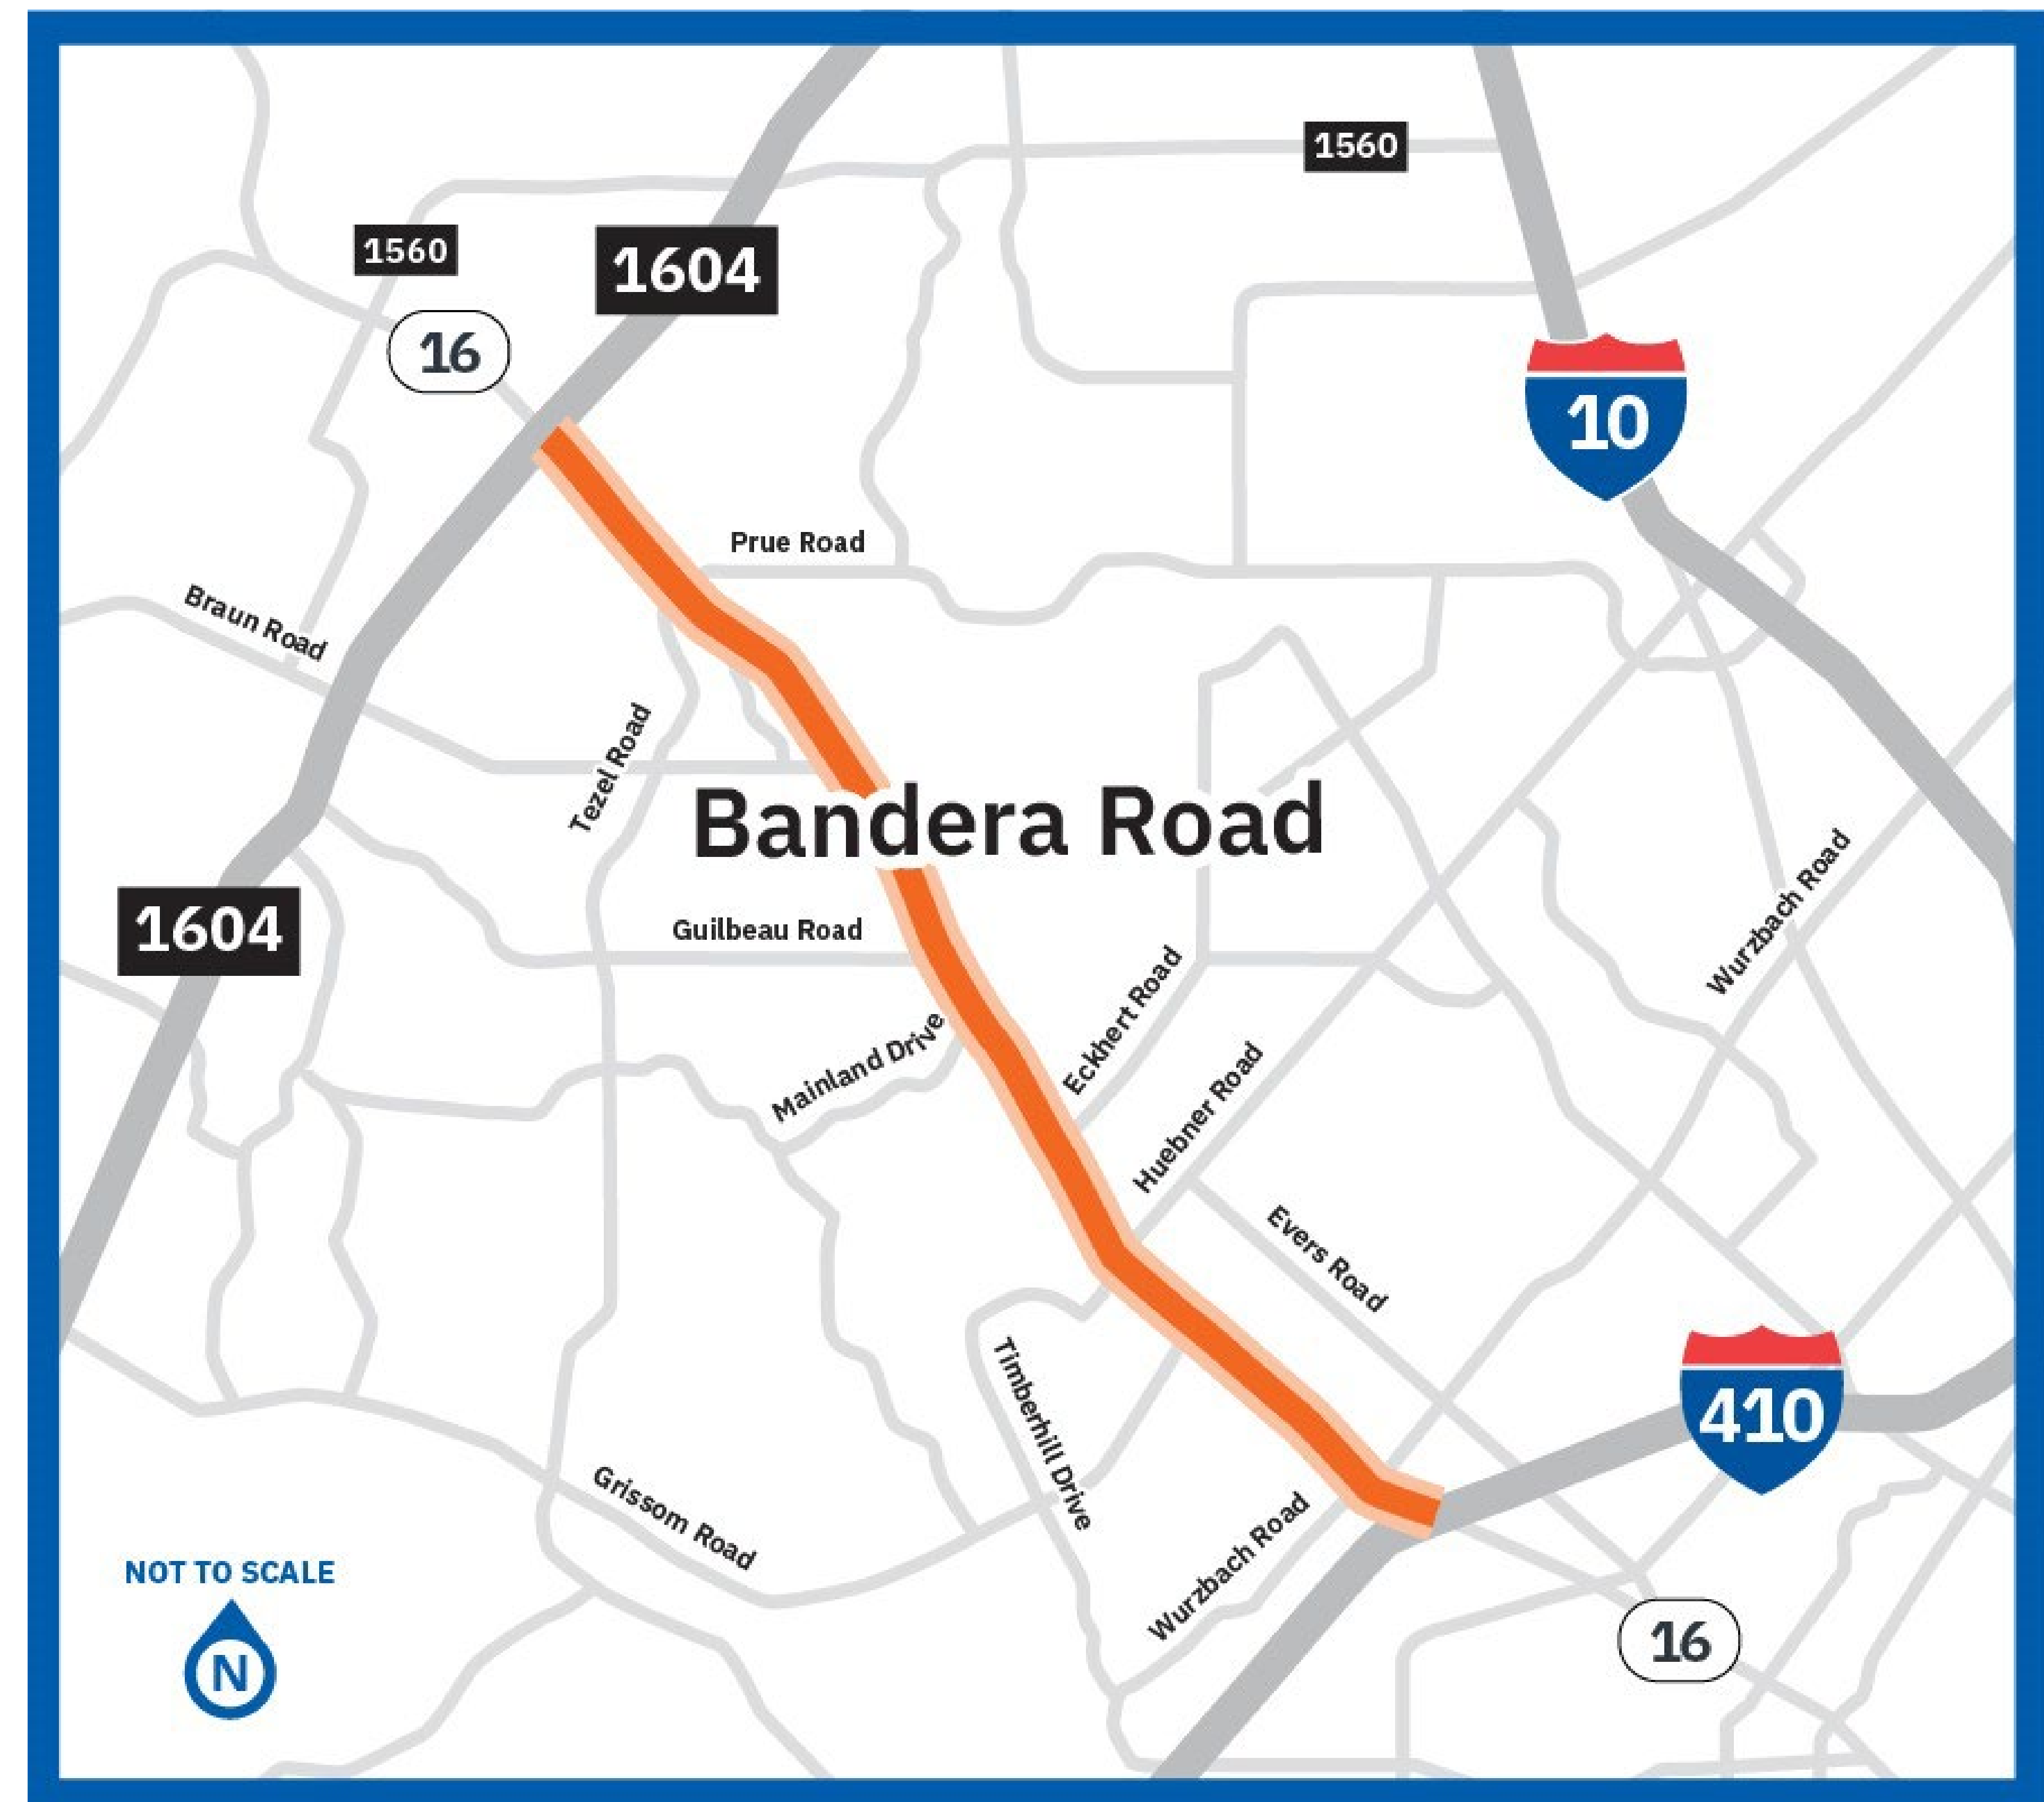 1560
1560
1604
16
10
Prue Road
Braun Road
Tezel Road
Bandera Road
Wurzbach Road
1604
Guilbeau Road
Eckhert Road
Mainland Drive
Huebner Road
Evers Road
Timberhill Drive
410
Grissom Road
Wurzbach Road
NOT TO SCALE
16
N